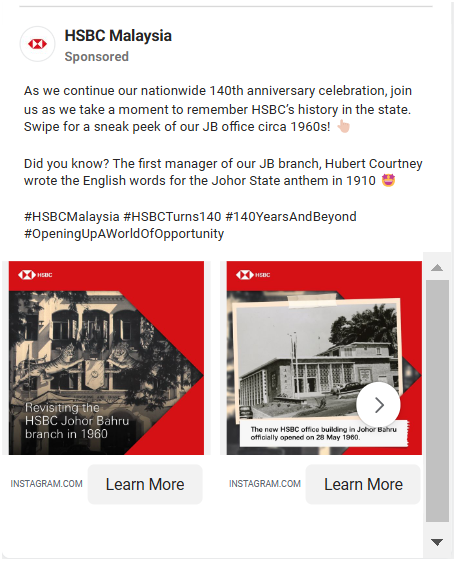 HSBC Malaysia
Sponsored
As we continue our nationwide 140th anniversary celebration, join
us as we take a moment to remember HSBC's history in the state.
Swipe for a sneak peek of our JB office circa 1960s! 👆🏻
Did you know? The first manager of our JB branch, Hubert Courtney
wrote the English words for the Johor State anthem in 1910 🤩
#HSBCMalaysia #HSBCTurns140 #140YearsAndBeyond
#OpeningUpAWorldOfOpportunity
HSBC
Revisiting the
HSBC Johor Bahru
branch in 1960
INSTAGRAM.COM
Learn More
HSBC
The new HSBC office building in Johor Bahru
officially opened on 28 May 1960.
INSTAGRAM.COM
Learn More